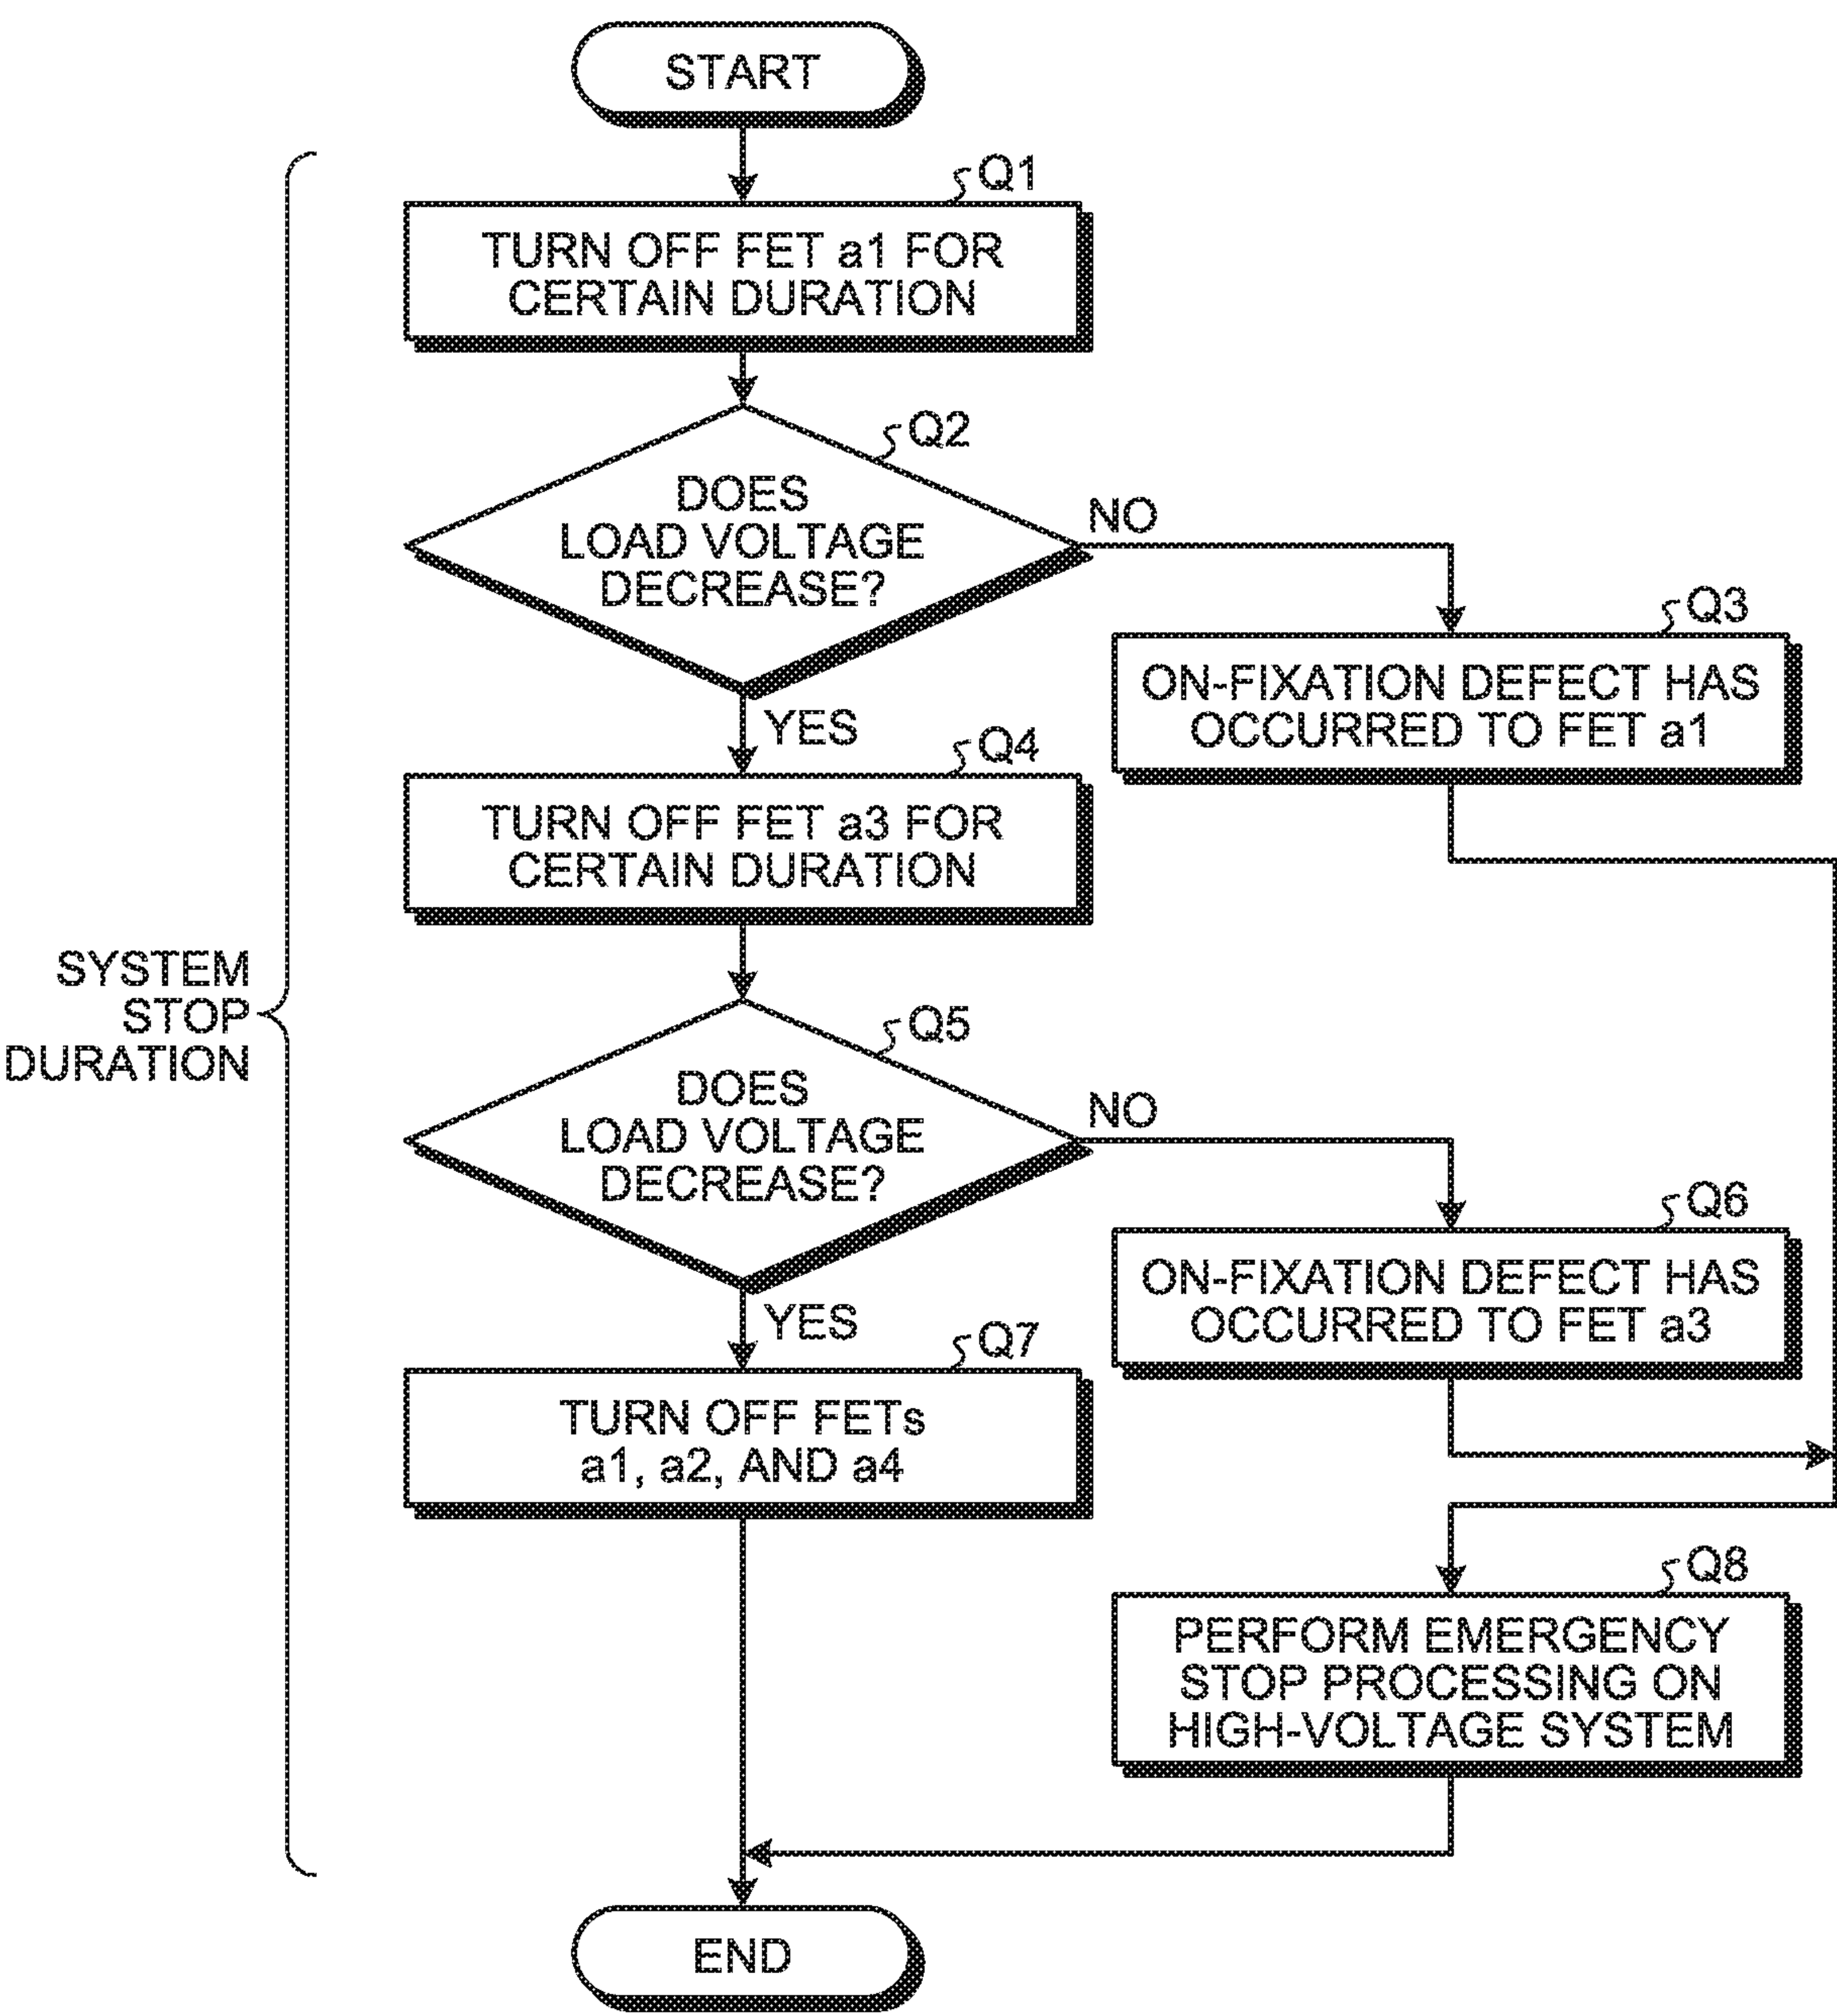 START
Q1
TURN OFF FET a1 FOR
CERTAIN DURATION
Q2
DOES
LOAD VOLTAGE
DECREASE?
NO
YES
Q3
ON-FIXATION DEFECT HAS
OCCURRED TO FET a1
Q4
TURN OFF FET a3 FOR
CERTAIN DURATION
SYSTEM
STOP
DURATION
Q5
DOES
LOAD VOLTAGE
DECREASE?
NO
YES
Q6
ON-FIXATION DEFECT HAS
OCCURRED TO FET a3
Q7
TURN OFF FETs
a1, a2, AND a4
Q8
PERFORM EMERGENCY
STOP PROCESSING ON
HIGH-VOLTAGE SYSTEM
END